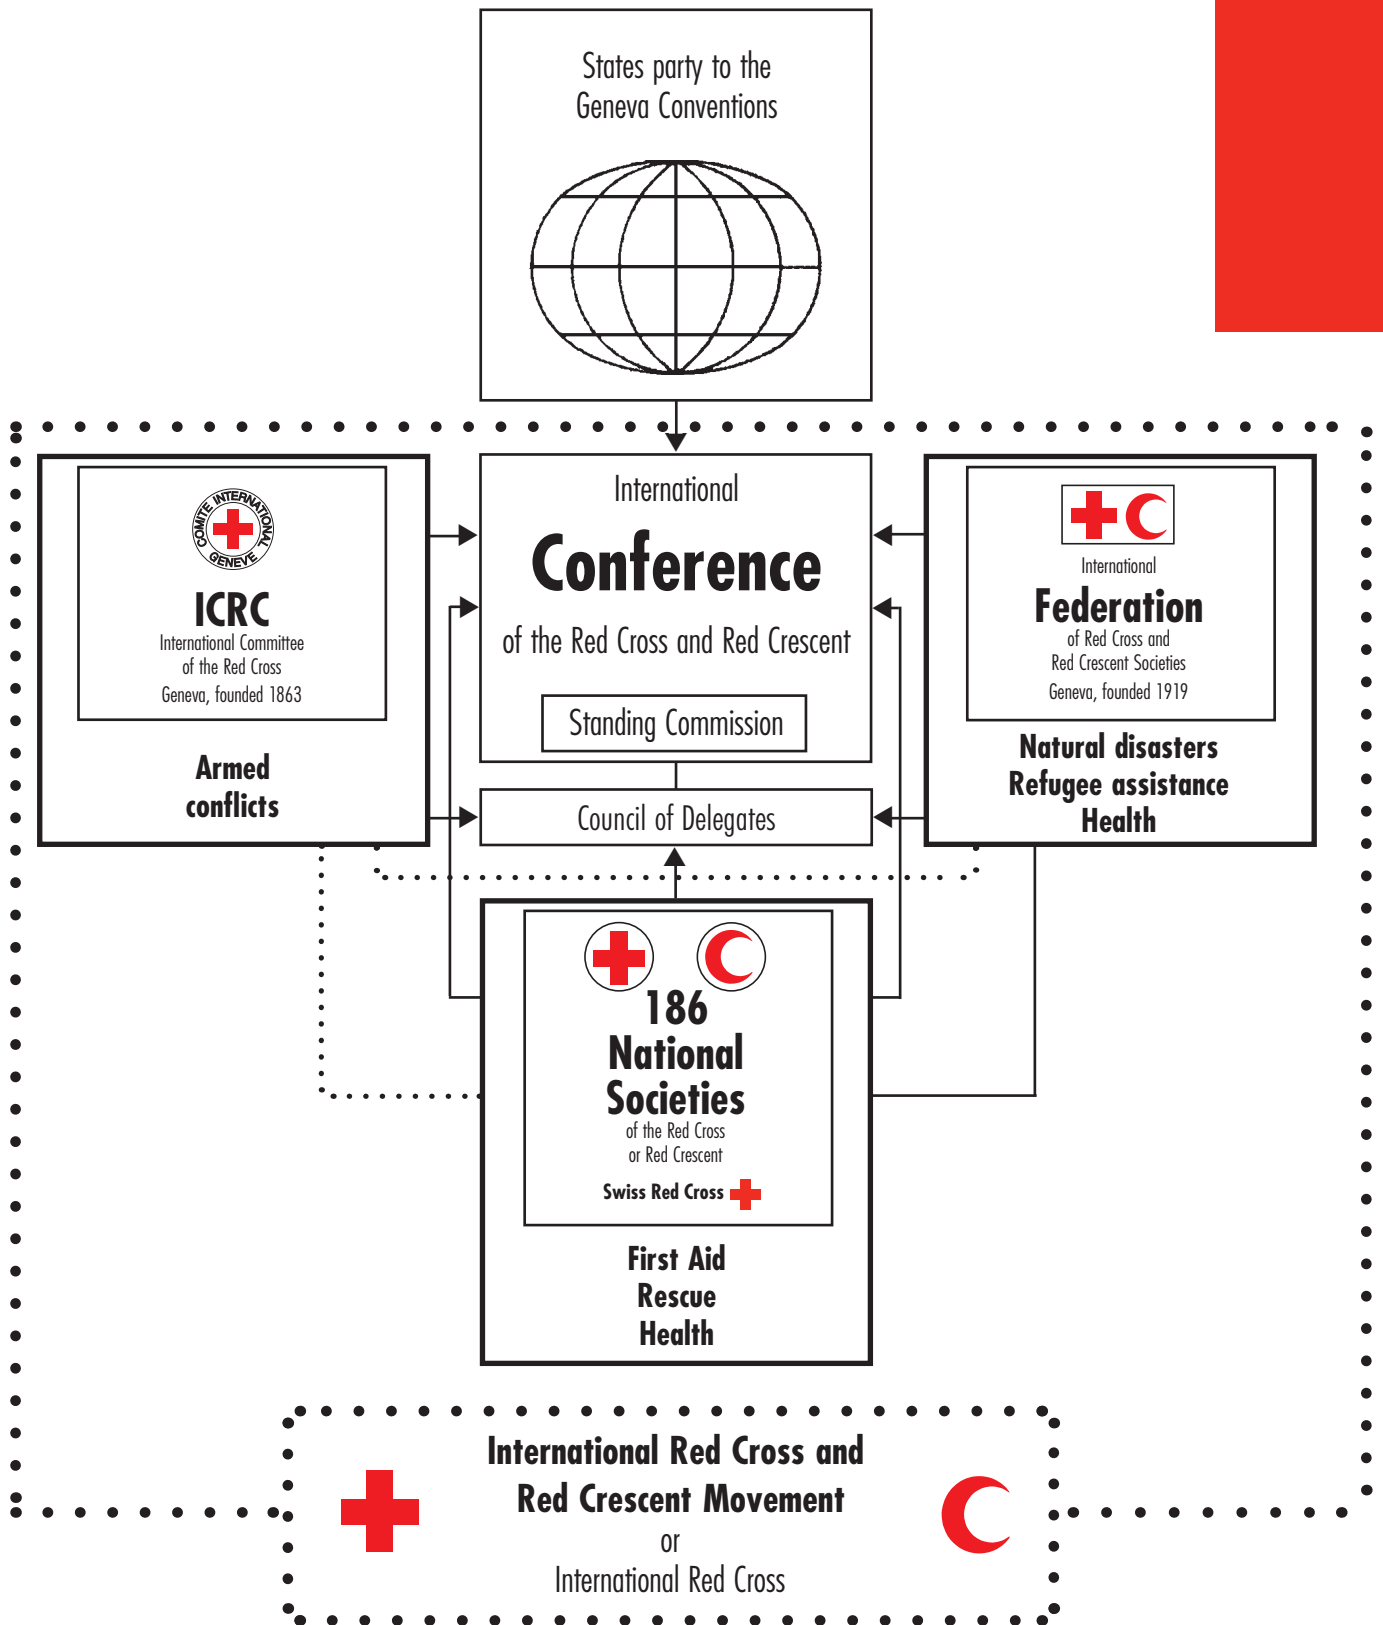 States party to the
Geneva Conventions
COMITE INTERNATIONAL
GENEVE
ICRC
International Committee
of the Red Cross
Geneva, founded 1863
Armed
conflicts
International
Conference
of the Red Cross and Red Crescent
Standing Commission
Council of Delegates
International
Federation
of Red Cross and
Red Crescent Societies
Geneva, founded 1919
Natural disasters
Refugee assistance
Health
186
National
Societies
of the Red Cross
or Red Crescent
Swiss Red Cross
First Aid
Rescue
Health
International Red Cross and
Red Crescent Movement
or
International Red Cross